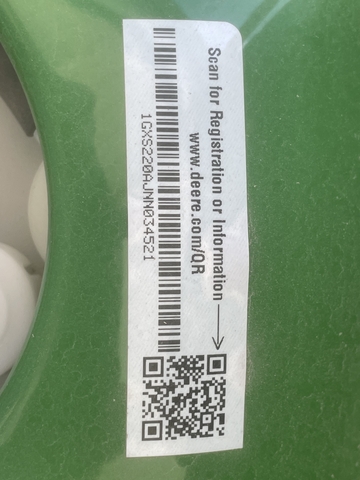 Scan for Registration or Information
www.deere.com/QR
1GXS220AJNN034521